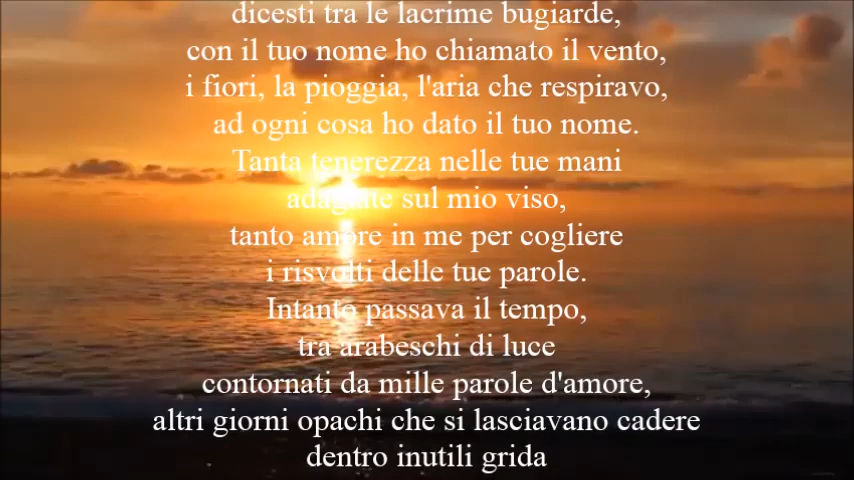 dicesti tra le lacrime bugiarde,
con il tuo nome ho chiamato il vento,
i fiori, la pioggia, l'aria che respiravo,
ad ogni cosa ho dato il tuo nome.
Tanta tenerezza nelle tue mani
adagiate sul mio viso,
tanto amore in me per cogliere
i risvolti delle tue parole.
Intanto passava il tempo,
tra arabeschi di luce
contornati da mille parole d'amore,
altri giorni opachi che si lasciavano cadere
dentro inutili grida